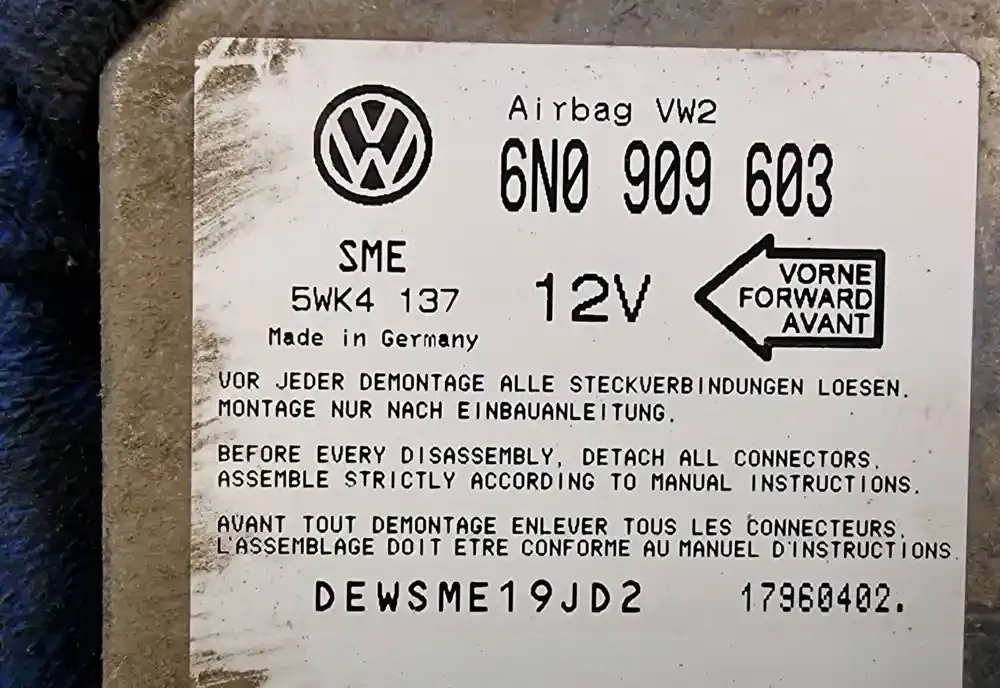 Airbag VW2
6N0 909 603
SME
5WK4 137
Made in Germany
12V
VORNE
FORWARD
AVANT
VOR JEDER DEMONTAGE ALLE STECKVERBINDUNGEN LOESEN.
MONTAGE NUR NACH EINBAUANLEITUNG.
BEFORE EVERY DISASSEMBLY, DETACH ALL CONNECTORS.
ASSEMBLE STRICTLY ACCORDING TO MANUAL INSTRUCTIONS.
AVANT TOUT DEMONTAGE ENLEVER TOUS LES CONNECTEURS.
L'ASSEMBLAGE DOIT ETRE CONFORME AU MANUEL D'INSTRUCTIONS
DEWSME19JD2 17960402.